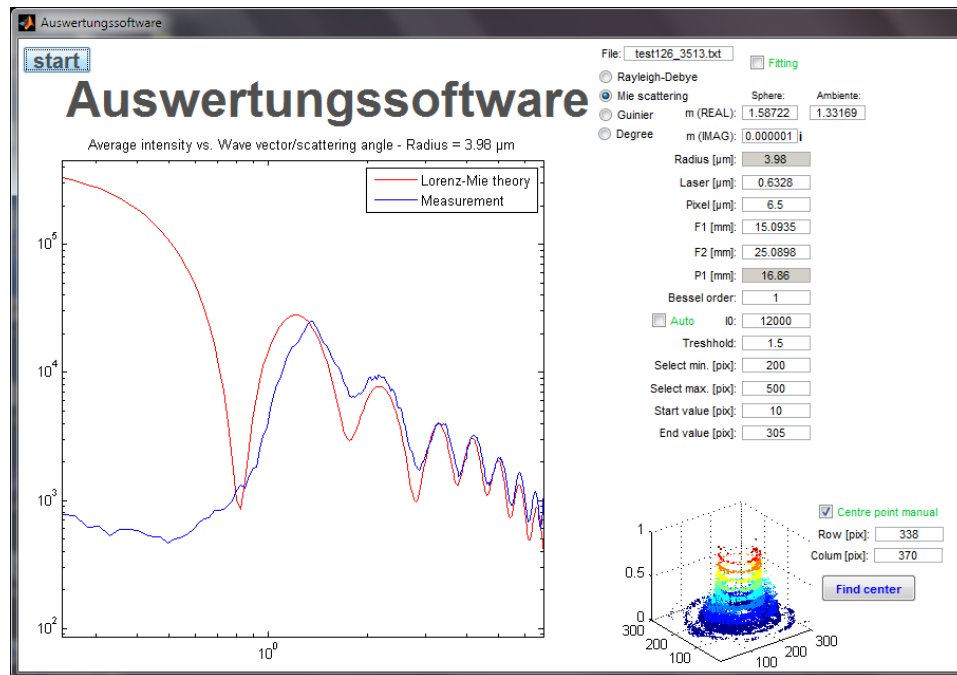 Auswertungssoftware
start
Auswertungssoftware
File: test126_3513.txt
Fitting
Rayleigh-Debye
Mie scattering
Guinier
Degree
Sphere: Ambiente:
m (REAL): 1.58722 1.33169
m (IMAG): 0.000001 i
Radius [µm]: 3.98
Laser [µm]: 0.6328
Pixel [µm]: 6.5
F1 [mm]: 15.0935
F2 [mm]: 25.0898
P1 [mm]: 16.86
Bessel order: 1
Auto I0: 12000
Treshhold: 1.5
Select min. [pix]: 200
Select max. [pix]: 500
Start value [pix]: 10
End value [pix]: 305
Average intensity vs. Wave vector/scattering angle - Radius = 3.98 µm
Lorenz-Mie theory
Measurement
10^5
10^4
10^3
10^2
10^0
Centre point manual
Row [pix]: 338
Colum [pix]: 370
Find center
1
0.5
0
300
200
100
100
200
300